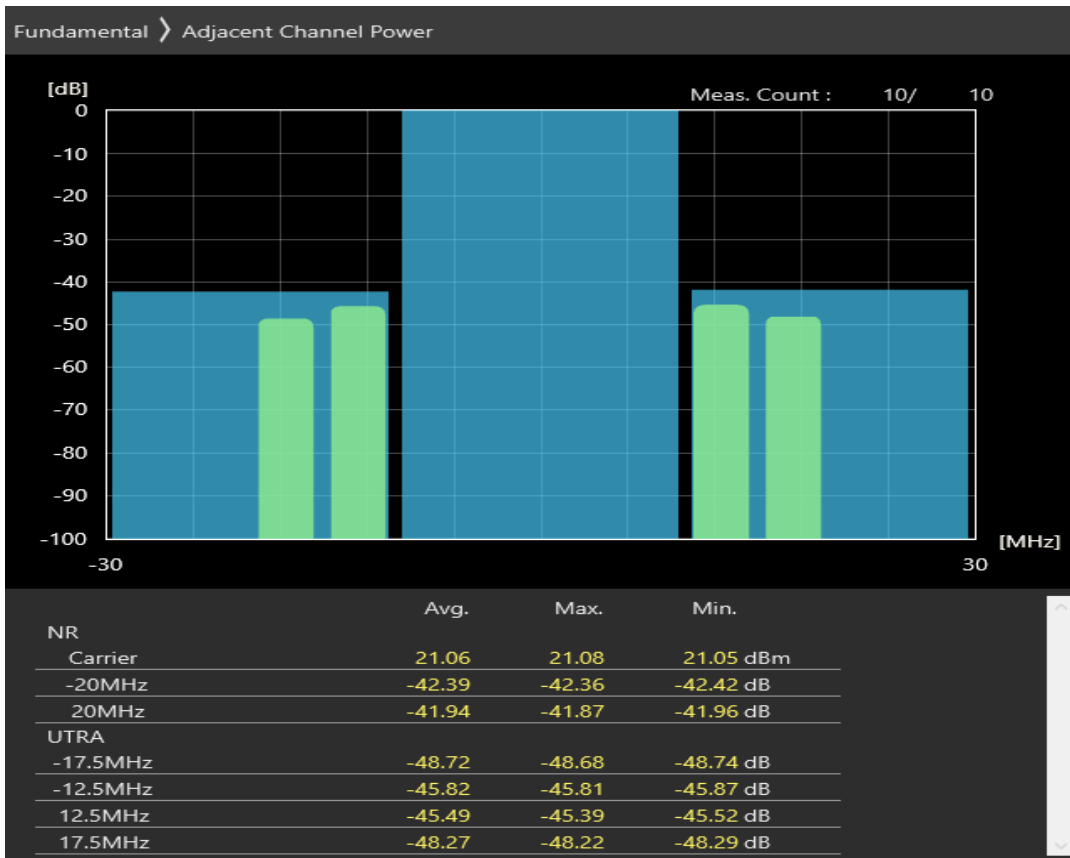 Fundamental 〉 Adjacent Channel Power
[dB]
Meas. Count : 10/ 10
0
-10
-20
-30
-40
-50
-60
-70
-80
-90
-100
[MHz]
-30 30
Avg. Max. Min.
NR
Carrier 21.06 21.08 21.05 dBm
-20MHz -42.39 -42.36 -42.42 dB
20MHz -41.94 -41.87 -41.96 dB
UTRA
-17.5MHz -48.72 -48.68 -48.74 dB
-12.5MHz -45.82 -45.81 -45.87 dB
12.5MHz -45.49 -45.39 -45.52 dB
17.5MHz -48.27 -48.22 -48.29 dB